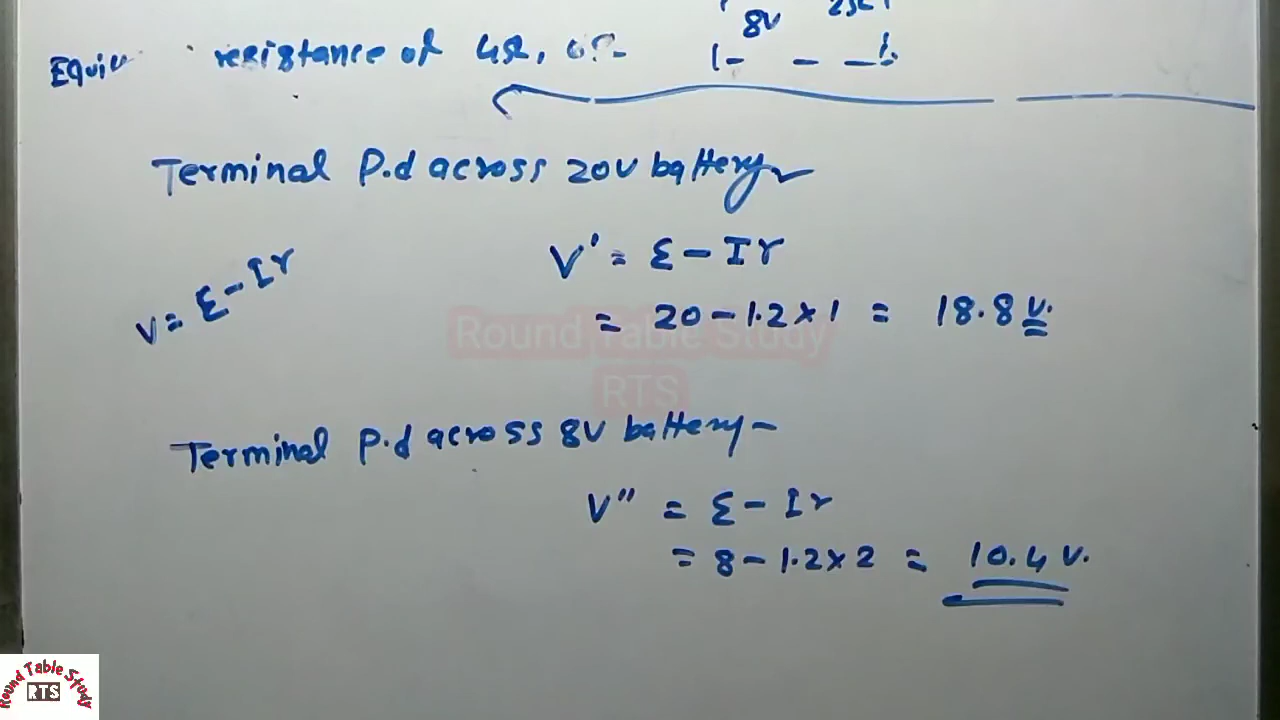 8V 2Ω
Equiv resistance of 4Ω, 6Ω
Terminal P.d across 20V battery
V' = ε - Ir
V = ε - Ir
= 20 - 1.2 × 1 = 18.8 V.
Round Table Study
RTS
Terminal P.d across 8V battery -
V" = ε - Ir
= 8 - 1.2 × 2 = 10.4 V.
Round Table Study
RTS